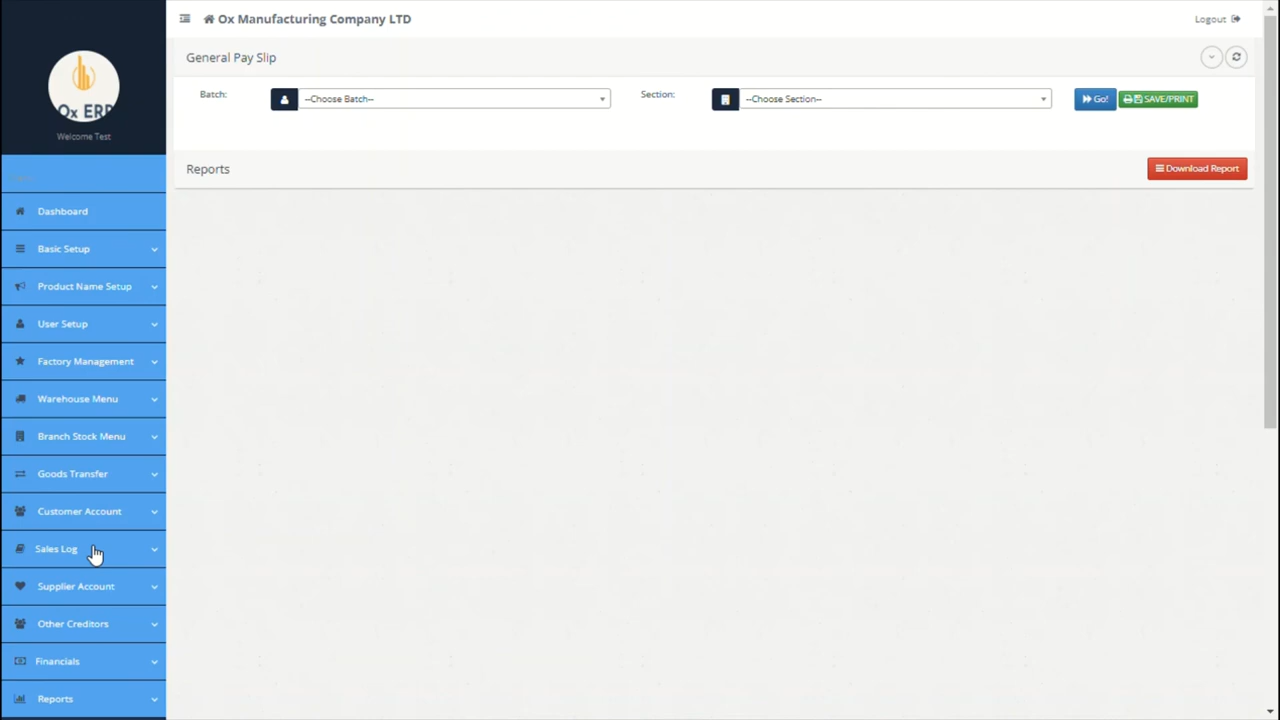 Ox Manufacturing Company LTD
Logout
General Pay Slip
Batch:
--Choose Batch--
Section:
--Choose Section--
Go!
SAVE/PRINT
Reports
Download Report
Ox ERP
Welcome Test
Dashboard
Basic Setup
Product Name Setup
User Setup
Factory Management
Warehouse Menu
Branch Stock Menu
Goods Transfer
Customer Account
Sales Log
Supplier Account
Other Creditors
Financials
Reports